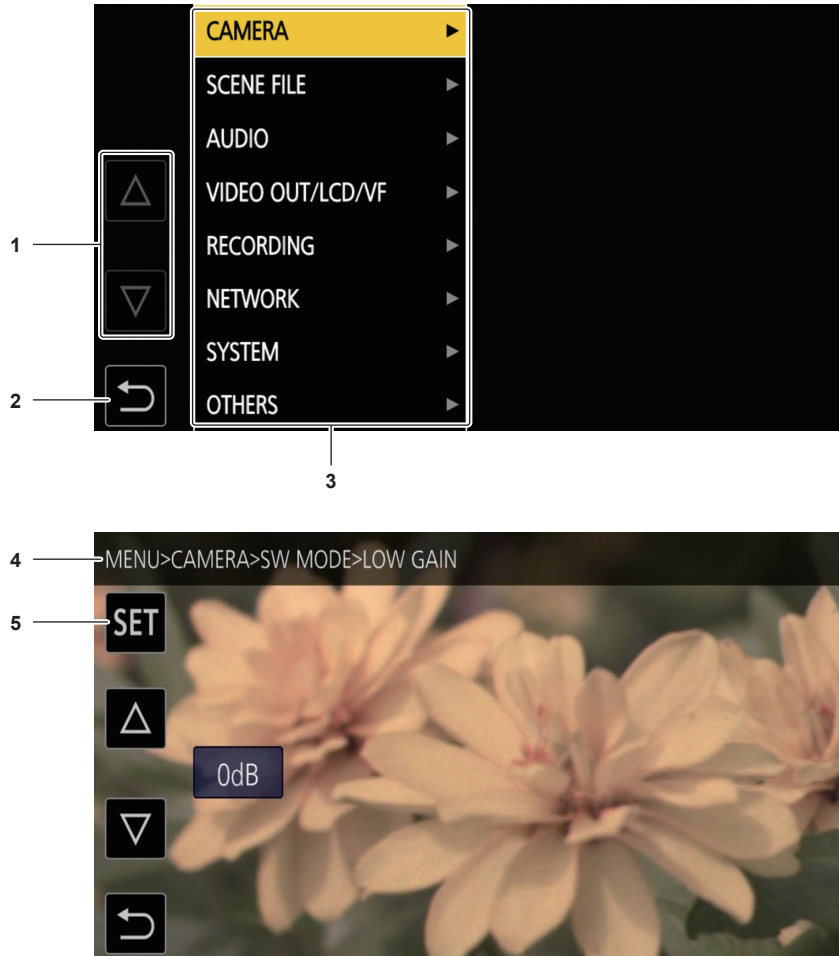 CAMERA
SCENE FILE
AUDIO
VIDEO OUT/LCD/VF
1
RECORDING
NETWORK
SYSTEM
2
OTHERS
3
4
MENU>CAMERA>SW MODE>LOW GAIN
5
SET
0dB